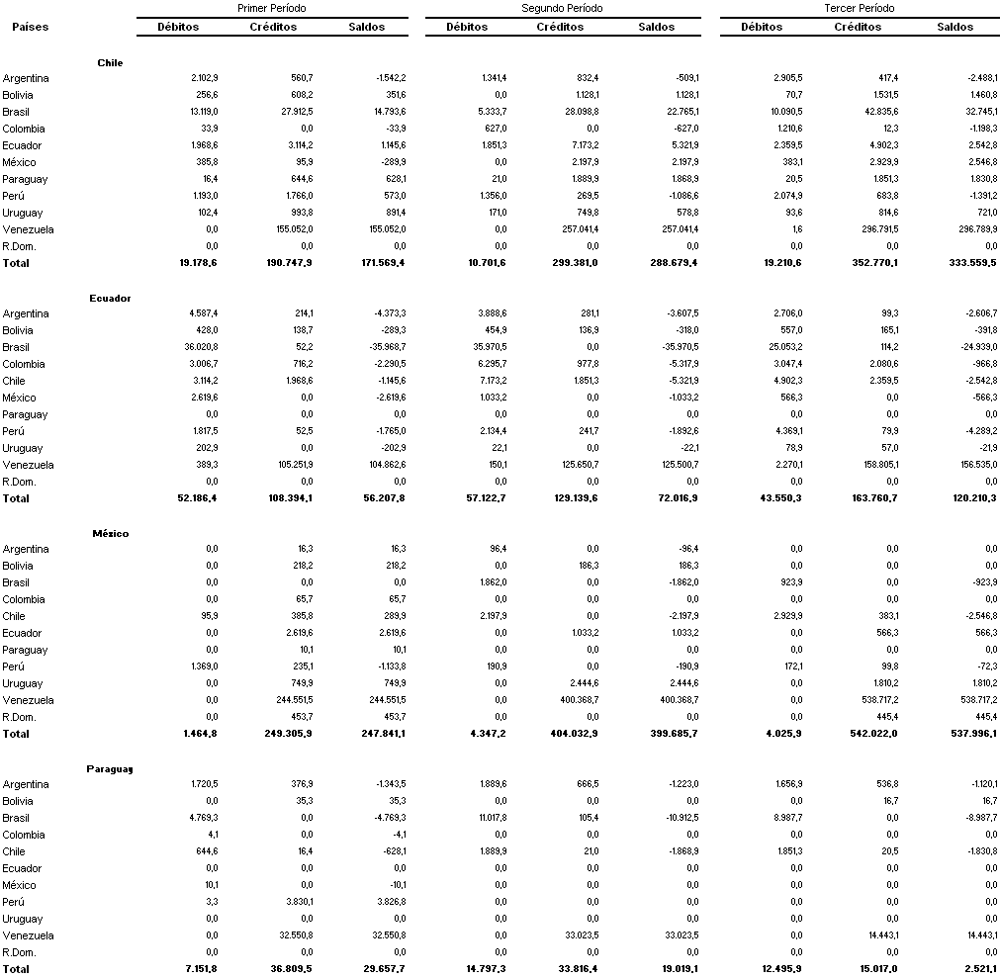 Primer Período Segundo Período Tercer Período
Países Débitos Créditos Saldos Débitos Créditos Saldos Débitos Créditos Saldos
Chile
Argentina 2.102,9 560,7 -1.542,2 1.341,4 832,4 -509,1 2.905,5 417,4 -2.488,1
Bolivia 256,6 608,2 351,6 0,0 1.128,1 1.128,1 70,7 1.531,5 1.460,8
Brasil 13.119,0 27.912,5 14.793,6 5.333,7 28.098,8 22.765,1 10.090,5 42.835,6 32.745,1
Colombia 33,9 0,0 -33,9 627,0 0,0 -627,0 1.210,6 12,3 -1.198,3
Ecuador 1.968,6 3.114,2 1.145,6 1.851,3 7.173,2 5.321,9 2.359,5 4.902,3 2.542,8
México 385,8 95,9 -289,9 0,0 2.197,9 2.197,9 383,1 2.929,9 2.546,8
Paraguay 16,4 644,6 628,1 21,0 1.889,9 1.868,9 20,5 1.851,3 1.830,8
Perú 1.193,0 1.766,0 573,0 1.356,0 269,5 -1.086,6 2.074,9 683,8 -1.391,2
Uruguay 102,4 993,8 891,4 171,0 749,8 578,8 93,6 814,6 721,0
Venezuela 0,0 155.052,0 155.052,0 0,0 257.041,4 257.041,4 1,6 296.791,5 296.789,9
R.Dom. 0,0 0,0 0,0 0,0 0,0 0,0 0,0 0,0 0,0
Total 19.178,6 190.747,9 171.569,4 10.701,6 299.381,0 288.679,4 19.210,6 352.770,1 333.559,5
Ecuador
Argentina 4.587,4 214,1 -4.373,3 3.888,6 281,1 -3.607,5 2.706,0 99,3 -2.606,7
Bolivia 428,0 138,7 -289,3 454,9 136,9 -318,0 557,0 165,1 -391,8
Brasil 36.020,8 52,2 -35.968,7 35.970,5 0,0 -35.970,5 25.053,2 114,2 -24.939,0
Colombia 3.006,7 716,2 -2.290,5 6.295,7 977,8 -5.317,9 3.047,4 2.080,6 -966,8
Chile 3.114,2 1.968,6 -1.145,6 7.173,2 1.851,3 -5.321,9 4.902,3 2.359,5 -2.542,8
México 2.619,6 0,0 -2.619,6 1.033,2 0,0 -1.033,2 566,3 0,0 -566,3
Paraguay 0,0 0,0 0,0 0,0 0,0 0,0 0,0 0,0 0,0
Perú 1.817,5 52,5 -1.765,0 2.134,4 241,7 -1.892,6 4.369,1 79,9 -4.289,2
Uruguay 202,9 0,0 -202,9 22,1 0,0 -22,1 78,9 57,0 -21,9
Venezuela 389,3 105.251,9 104.862,6 150,1 125.650,7 125.500,7 2.270,1 158.805,1 156.535,0
R.Dom. 0,0 0,0 0,0 0,0 0,0 0,0 0,0 0,0 0,0
Total 52.186,4 108.394,1 56.207,8 57.122,7 129.139,6 72.016,9 43.550,3 163.760,7 120.210,3
México
Argentina 0,0 16,3 16,3 96,4 0,0 -96,4 0,0 0,0 0,0
Bolivia 0,0 218,2 218,2 0,0 186,3 186,3 0,0 0,0 0,0
Brasil 0,0 0,0 0,0 1.862,0 0,0 -1.862,0 923,9 0,0 -923,9
Colombia 0,0 65,7 65,7 0,0 0,0 0,0 0,0 0,0 0,0
Chile 95,9 385,8 289,9 2.197,9 0,0 -2.197,9 2.929,9 383,1 -2.546,8
Ecuador 0,0 2.619,6 2.619,6 0,0 1.033,2 1.033,2 0,0 566,3 566,3
Paraguay 0,0 10,1 10,1 0,0 0,0 0,0 0,0 0,0 0,0
Perú 1.369,0 235,1 -1.133,8 190,9 0,0 -190,9 172,1 99,8 -72,3
Uruguay 0,0 749,9 749,9 0,0 2.444,6 2.444,6 0,0 1.810,2 1.810,2
Venezuela 0,0 244.551,5 244.551,5 0,0 400.368,7 400.368,7 0,0 538.717,2 538.717,2
R.Dom. 0,0 453,7 453,7 0,0 0,0 0,0 0,0 445,4 445,4
Total 1.464,8 249.305,9 247.841,1 4.347,2 404.032,9 399.685,7 4.025,9 542.022,0 537.996,1
Paraguay
Argentina 1.720,5 376,9 -1.343,5 1.889,6 666,5 -1.223,0 1.656,9 536,8 -1.120,1
Bolivia 0,0 35,3 35,3 0,0 0,0 0,0 0,0 16,7 16,7
Brasil 4.769,3 0,0 -4.769,3 11.017,8 105,4 -10.912,5 8.987,7 0,0 -8.987,7
Colombia 4,1 0,0 -4,1 0,0 0,0 0,0 0,0 0,0 0,0
Chile 644,6 16,4 -628,1 1.889,9 21,0 -1.868,9 1.851,3 20,5 -1.830,8
Ecuador 0,0 0,0 0,0 0,0 0,0 0,0 0,0 0,0 0,0
México 10,1 0,0 -10,1 0,0 0,0 0,0 0,0 0,0 0,0
Perú 3,3 3.830,1 3.826,8 0,0 0,0 0,0 0,0 0,0 0,0
Uruguay 0,0 0,0 0,0 0,0 0,0 0,0 0,0 0,0 0,0
Venezuela 0,0 32.550,8 32.550,8 0,0 33.023,5 33.023,5 0,0 14.443,1 14.443,1
R.Dom. 0,0 0,0 0,0 0,0 0,0 0,0 0,0 0,0 0,0
Total 7.151,8 36.809,5 29.657,7 14.797,3 33.816,4 19.019,1 12.495,9 15.017,0 2.521,1